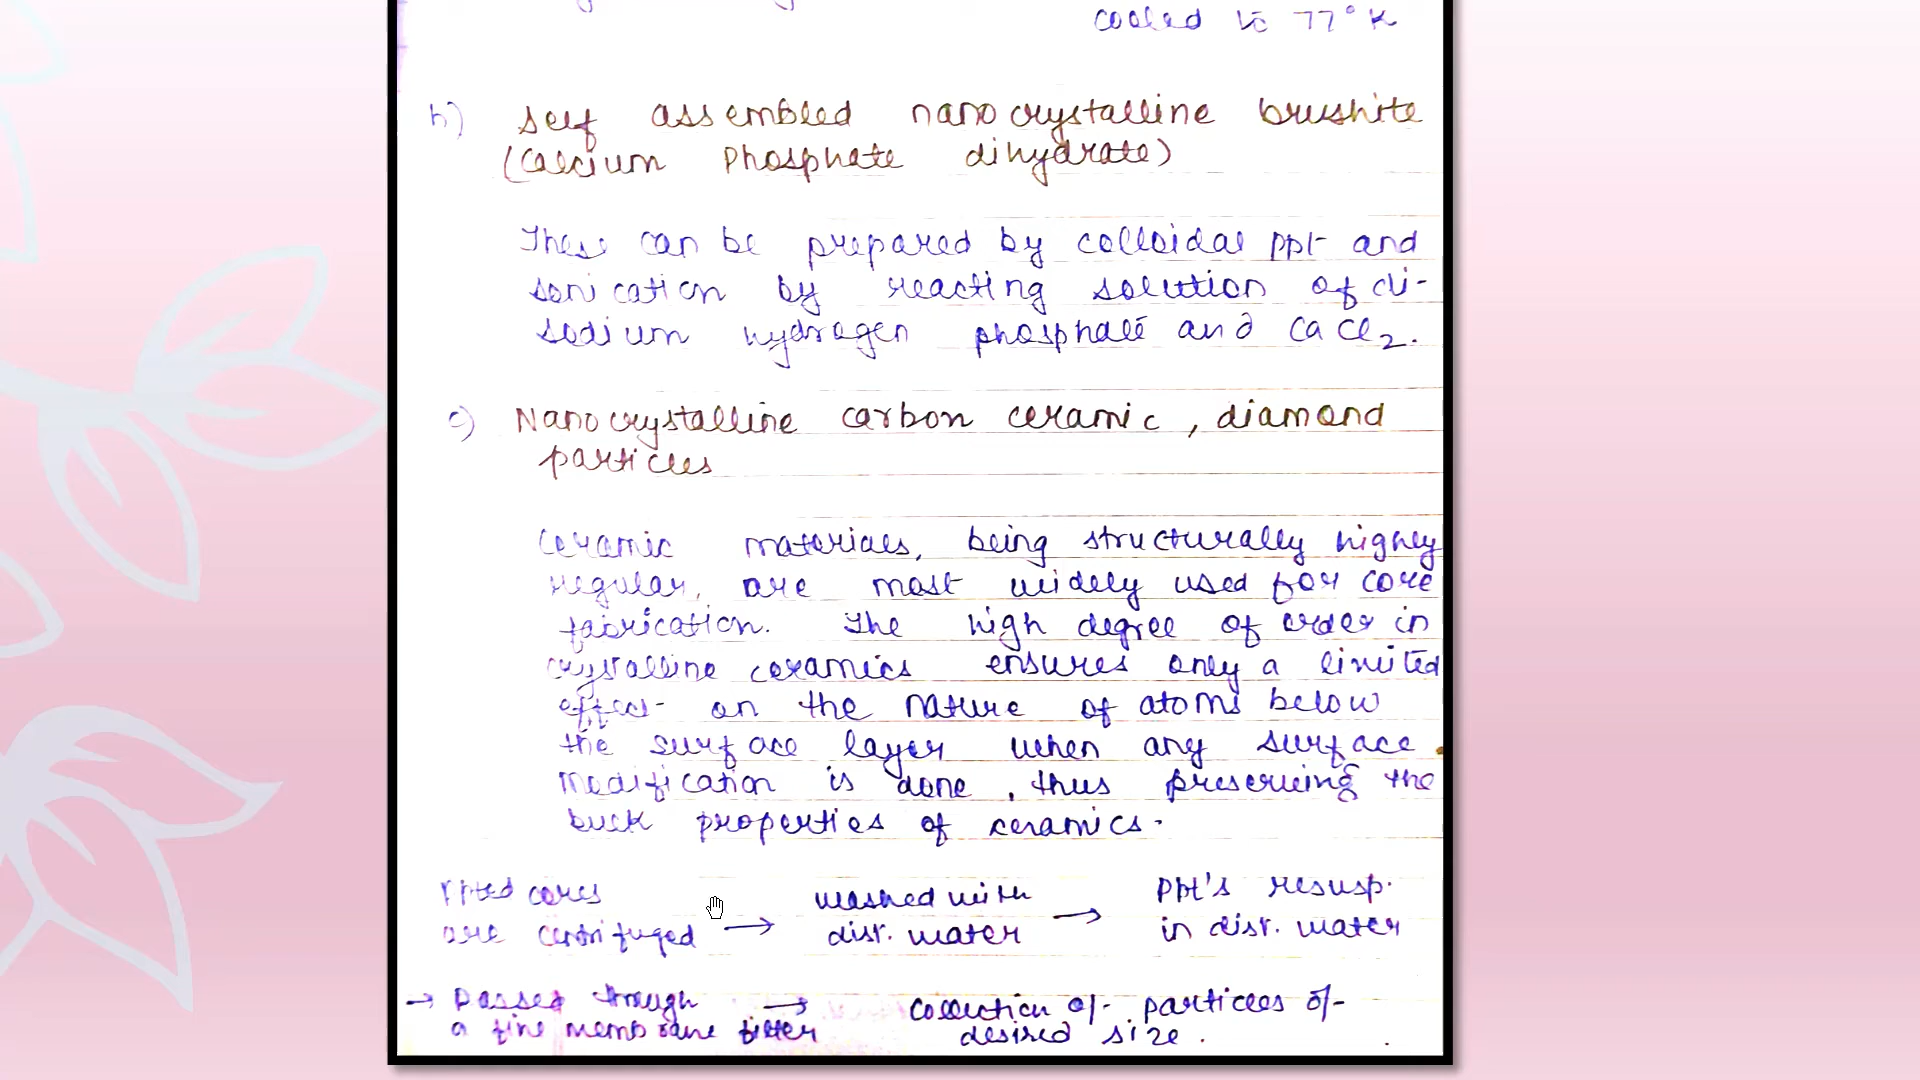 cooled to 77°K
b) Self assembled nanocrystalline brushite
(Calcium Phosphate dihydrate)
These can be prepared by colloidal ppt and
sonication by reacting solution of di-
sodium hydrogen phosphate and CaCl2.
c) Nanocrystalline carbon ceramic, diamond
particles
Ceramic materials, being structurally highly
regular, are most widely used for core
fabrication. The high degree of order in
crystalline ceramics ensures only a limited
effect on the nature of atoms below
the surface layer when any surface
modification is done, thus preserving the
bulk properties of ceramics.
Ppted cores → washed with → Ppt's resusp.
are centrifuged dist. water in dist. water
→ Passed through → Collection of particles of
a fine membrane filter desired size.